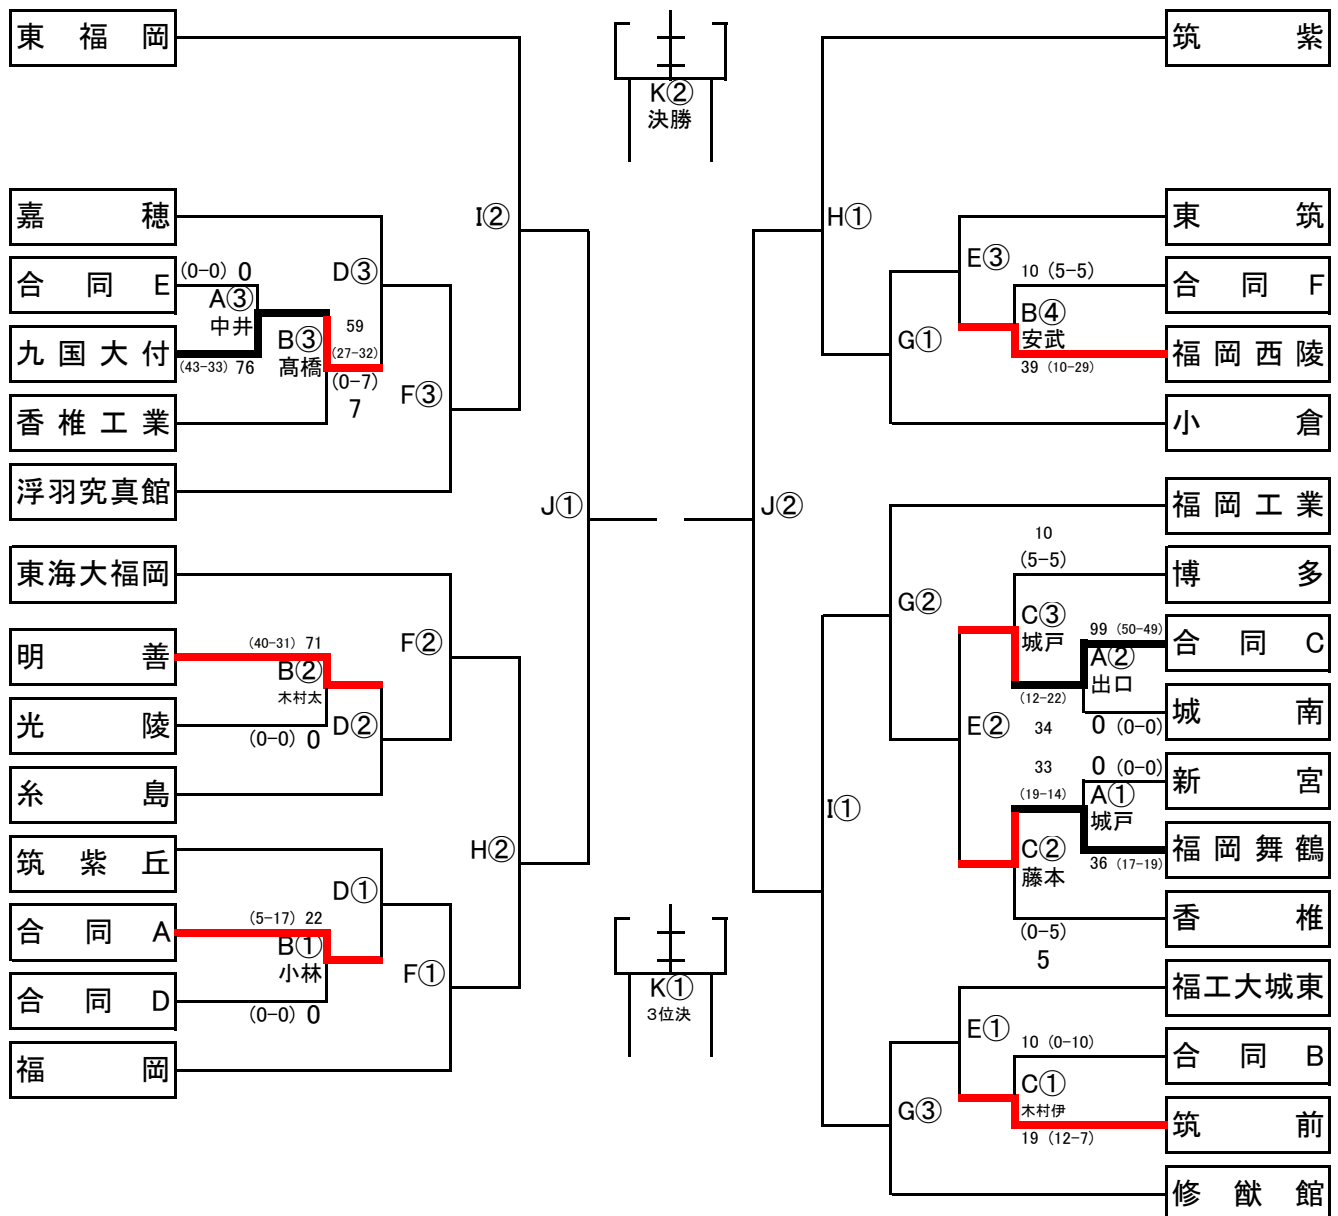 東福岡
嘉穂
合同E
九国大付
香椎工業
浮羽究真館
東海大福岡
明善
光陵
糸島
筑紫丘
合同A
合同D
福岡
(0-0) 0
A③
中井
(43-33) 76
B③
髙橋
59
(27-32)
(0-7)
7
D③
F③
I②
(40-31) 71
B②
木村太
(0-0) 0
D②
F②
(5-17) 22
B①
小林
(0-0) 0
D①
F①
H②
J①
K②
決勝
K①
3位決
J②
H①
I①
G①
E③
10 (5-5)
B④
安武
39 (10-29)
G②
10
(5-5)
C③
城戸
(12-22)
34
99 (50-49)
A②
出口
0 (0-0)
E②
33
(19-14)
0 (0-0)
A①
城戸
36 (17-19)
C②
藤本
(0-5)
5
E①
10 (0-10)
C①
木村伊
19 (12-7)
G③
筑紫
東筑
合同F
福岡西陵
小倉
福岡工業
博多
合同C
城南
新宮
福岡舞鶴
香椎
福工大城東
合同B
筑前
修猷館